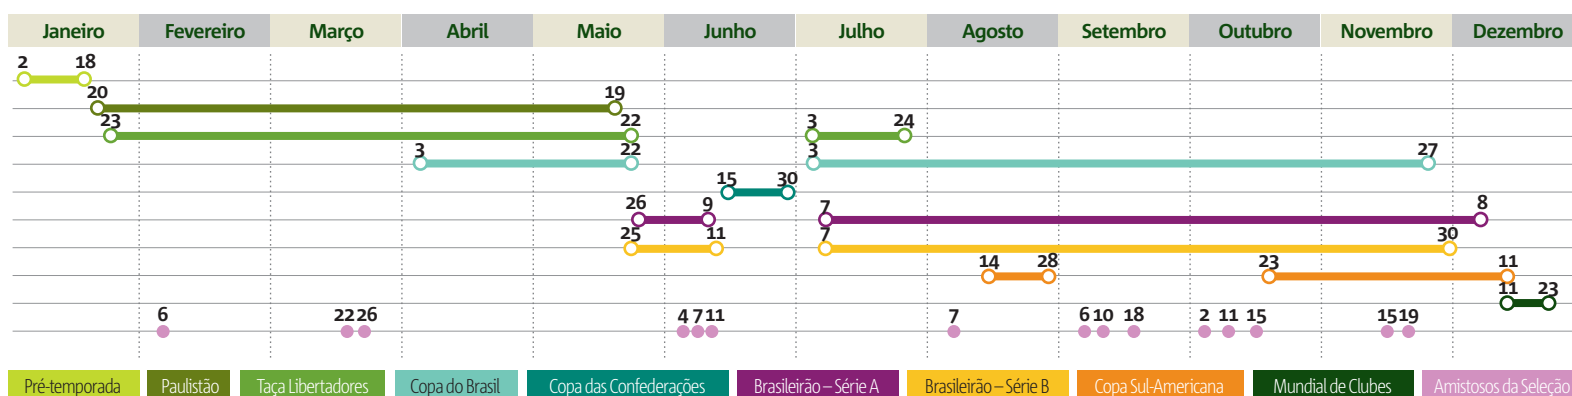 Janeiro Fevereiro Março Abril Maio Junho Julho Agosto Setembro Outubro Novembro Dezembro
2 18
20 19
23 22 3 24
3 22 3 27
15 30
26 9 7 8
25 11 7 30
14 28 23 11
11 23
6 22 26 4 7 11 7 6 10 18 2 11 15 15 19
Pré-temporada Paulistão Taça Libertadores Copa do Brasil Copa das Confederações Brasileirão – Série A Brasileirão – Série B Copa Sul-Americana Mundial de Clubes Amistosos da Seleção